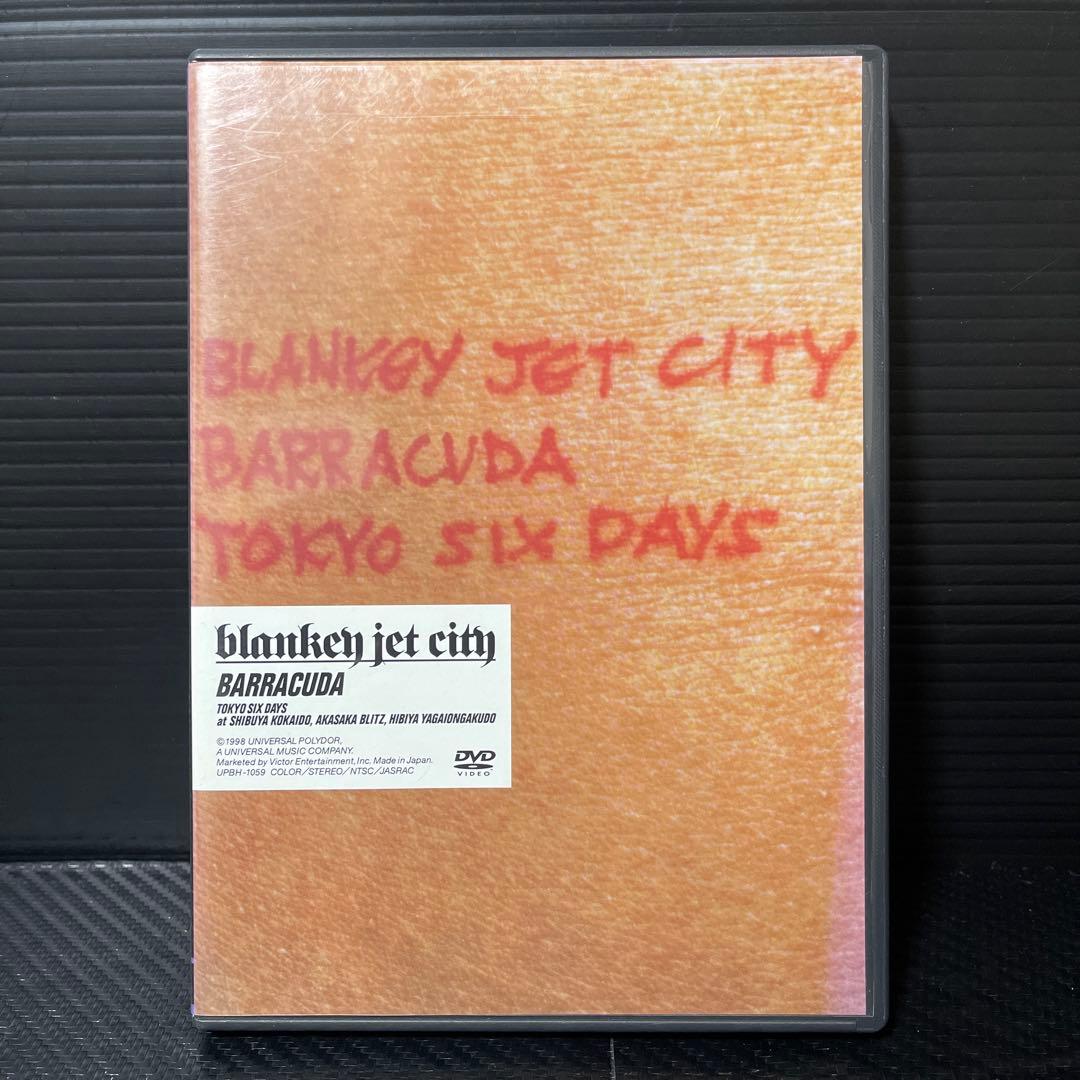 BLANKEY JET CITY
BARRACUDA
TOKYO SIX DAYS
blankey jet city
BARRACUDA
TOKYO SIX DAYS
at SHIBUYA KOKAIDO, AKASAKA BLITZ, HIBIYA YAGAIONGAKUDO
©1998 UNIVERSAL POLYDOR,
A UNIVERSAL MUSIC COMPANY.
Marketed by Victor Entertainment, Inc. Made in Japan.
UPBH-1059 COLOR/STEREO/NTSC/JASRAC
DVD
VIDEO